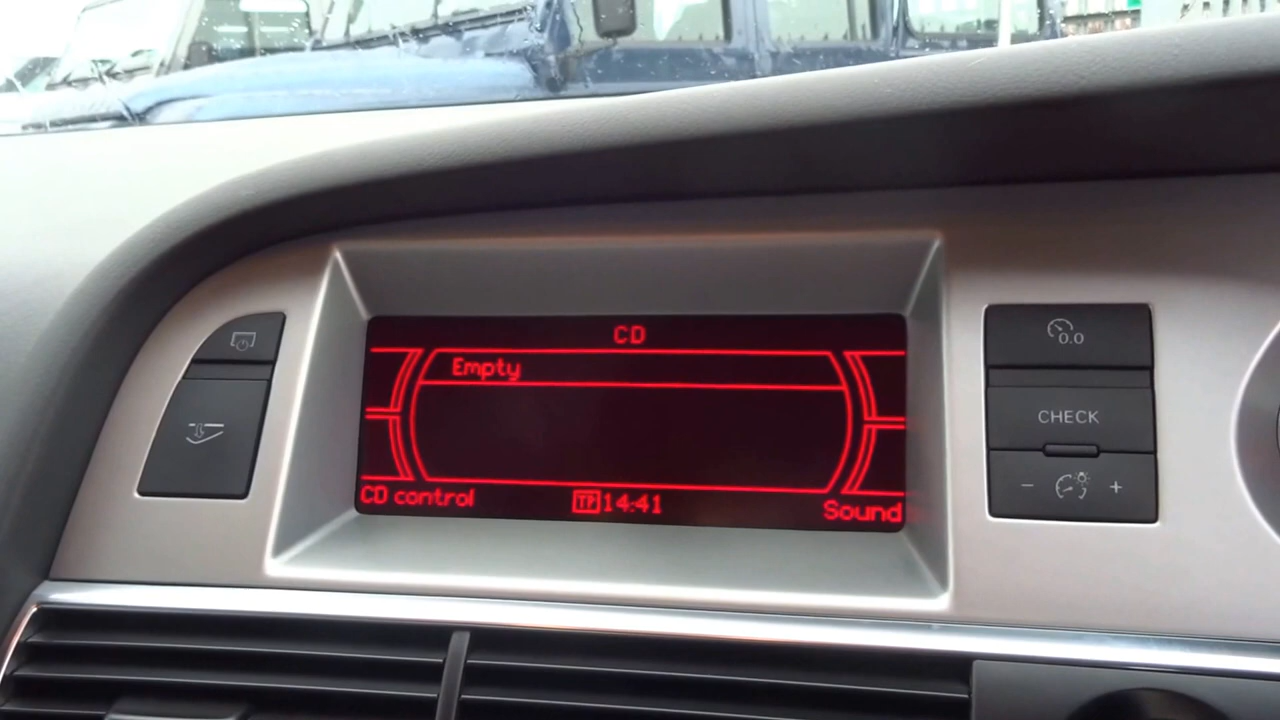 CD
Empty
CD control
TP 14:41
Sound
0.0
CHECK
- +